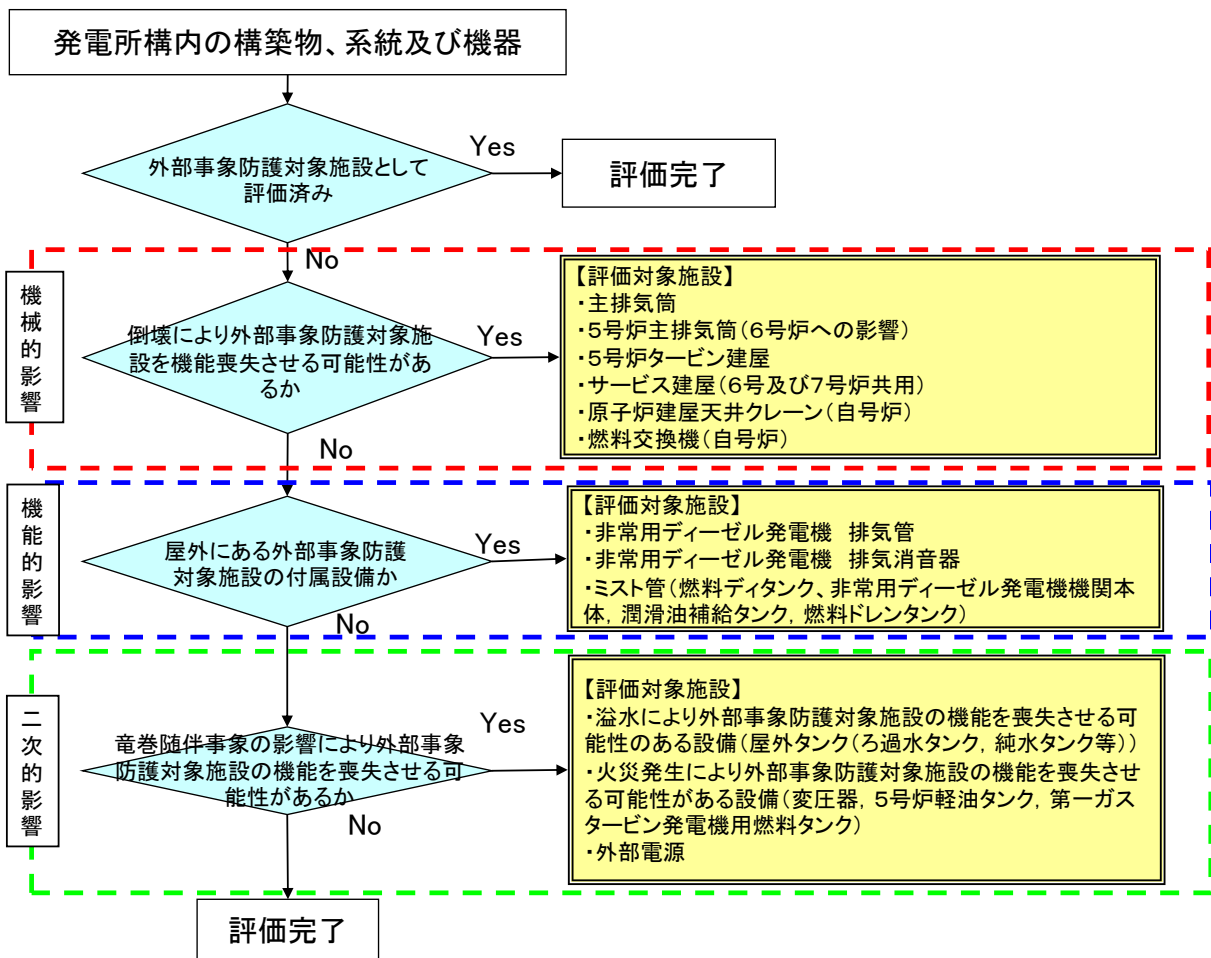 発電所構内の構築物、系統及び機器
外部事象防護対象施設として
評価済み
Yes
評価完了
No
機械的影響
倒壊により外部事象防護対象施
設を機能喪失させる可能性があ
るか
Yes
【評価対象施設】
・主排気筒
・5号炉主排気筒(6号炉への影響)
・5号炉タービン建屋
・サービス建屋(6号及び7号炉共用)
・原子炉建屋天井クレーン(自号炉)
・燃料交換機(自号炉)
No
機能的影響
屋外にある外部事象防護
対象施設の付属設備か
Yes
【評価対象施設】
・非常用ディーゼル発電機 排気管
・非常用ディーゼル発電機 排気消音器
・ミスト管(燃料ディタンク、非常用ディーゼル発電機機関本
体, 潤滑油補給タンク, 燃料ドレンタンク)
No
二次的影響
竜巻随伴事象の影響により外部事象
防護対象施設の機能を喪失させる可
能性があるか
Yes
【評価対象施設】
・溢水により外部事象防護対象施設の機能を喪失させる可
能性のある設備(屋外タンク(ろ過水タンク, 純水タンク等))
・火災発生により外部事象防護対象施設の機能を喪失させ
る可能性がある設備(変圧器, 5号炉軽油タンク, 第一ガス
タービン発電機用燃料タンク)
・外部電源
No
評価完了